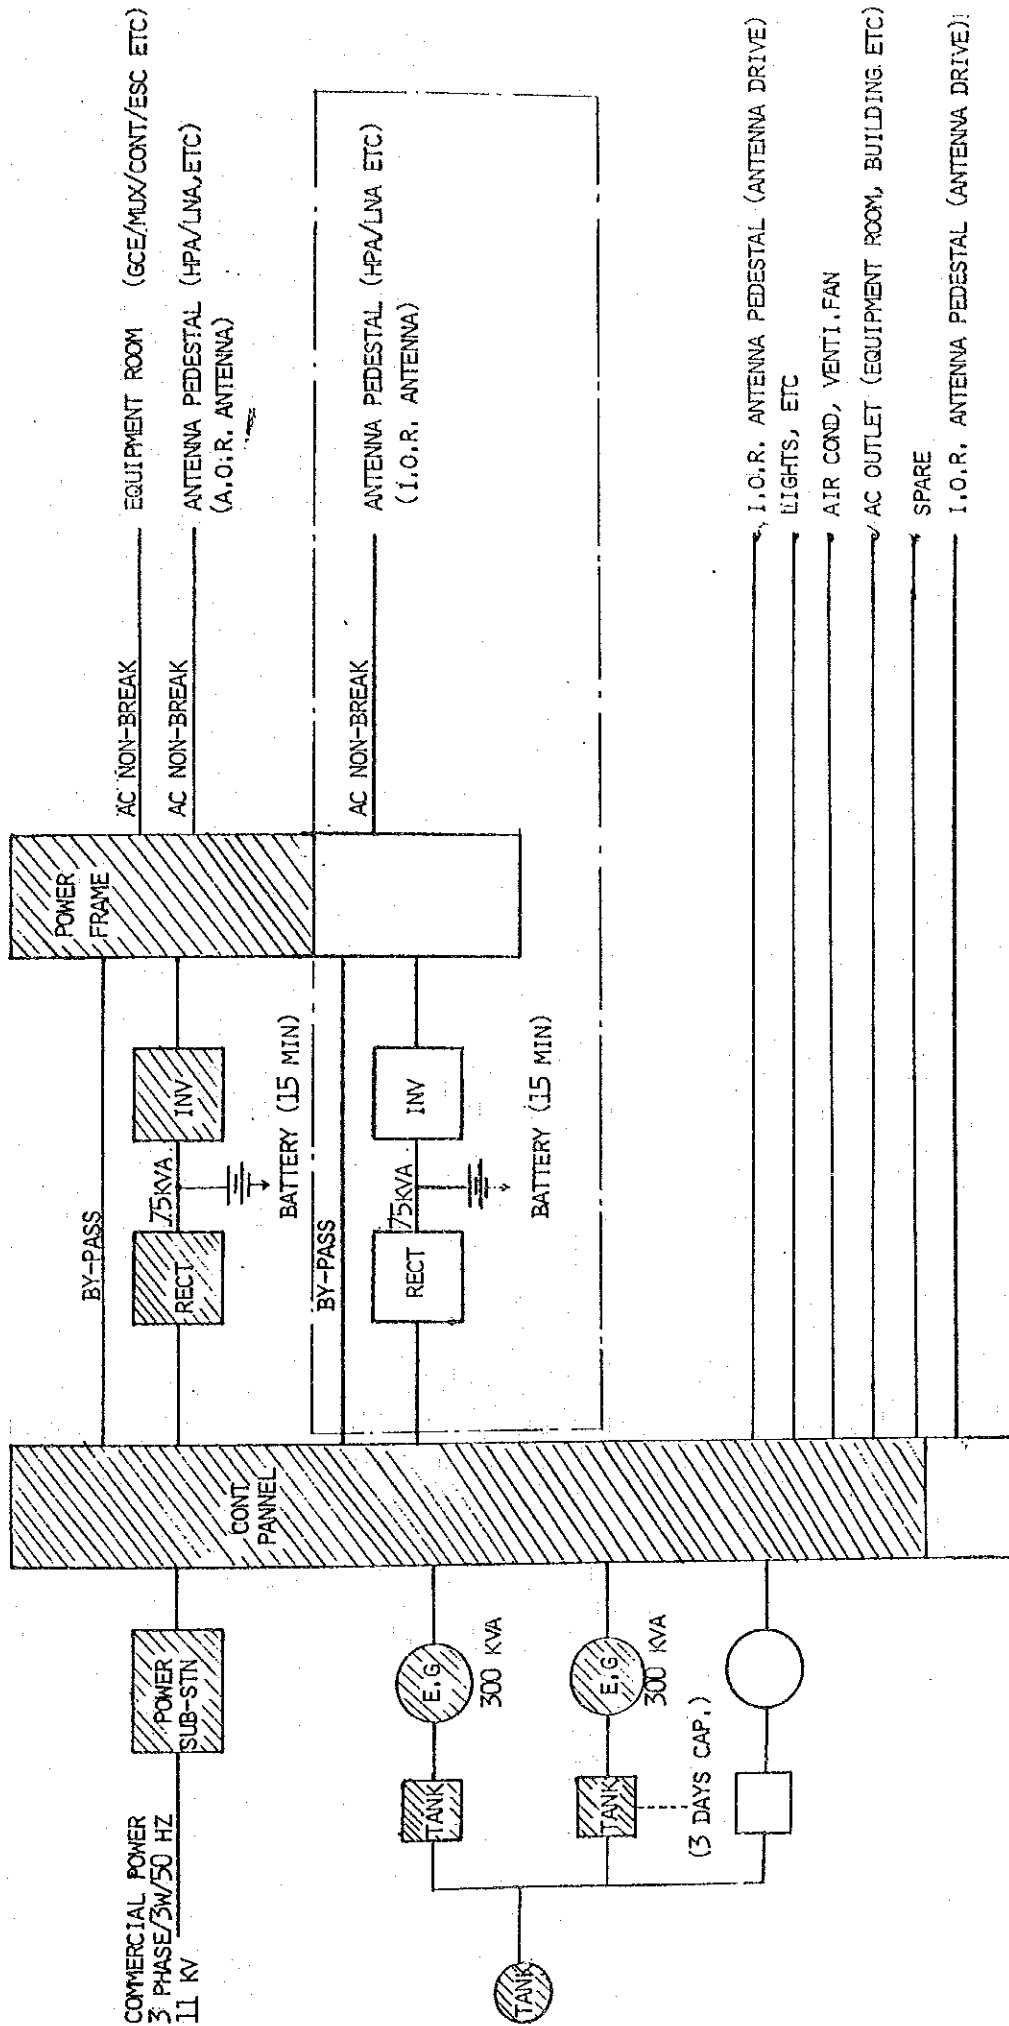 COMMERCIAL POWER
3 PHASE/3W/50 HZ
11 KV
POWER
SUB-STN
TANK
TANK
E.G
300 KVA
TANK
E.G
300 KVA
(3 DAYS CAP.)
CONT.
PANNEL
BY-PASS
RECT
75KVA
INV
BATTERY (15 MIN)
BY-PASS
RECT
75KVA
INV
BATTERY (15 MIN)
POWER
FRAME
AC NON-BREAK
EQUIPMENT ROOM (GCE/MUX/CONT/ESC ETC)
AC NON-BREAK
ANTENNA PEDESTAL (HPA/LNA,ETC)
(A.O.R. ANTENNA)
AC NON-BREAK
ANTENNA PEDESTAL (HPA/LNA ETC)
(I.O.R. ANTENNA)
I.O.R. ANTENNA PEDESTAL (ANTENNA DRIVE)
LIGHTS, ETC
AIR COND, VENTI.FAN
AC OUTLET (EQUIPMENT ROOM, BUILDING ETC)
SPARE
I.O.R. ANTENNA PEDESTAL (ANTENNA DRIVE)